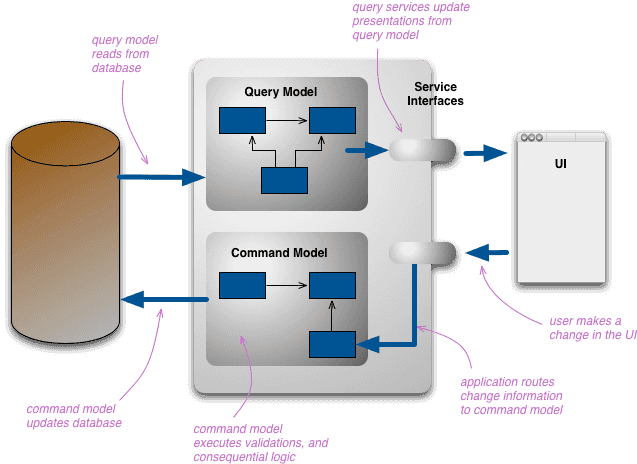 query model
reads from
database
query services update
presentations from
query model
Query Model
Service
Interfaces
UI
Command Model
user makes a
change in the UI
application routes
change information
to command model
command model
updates database
command model
executes validations, and
consequential logic